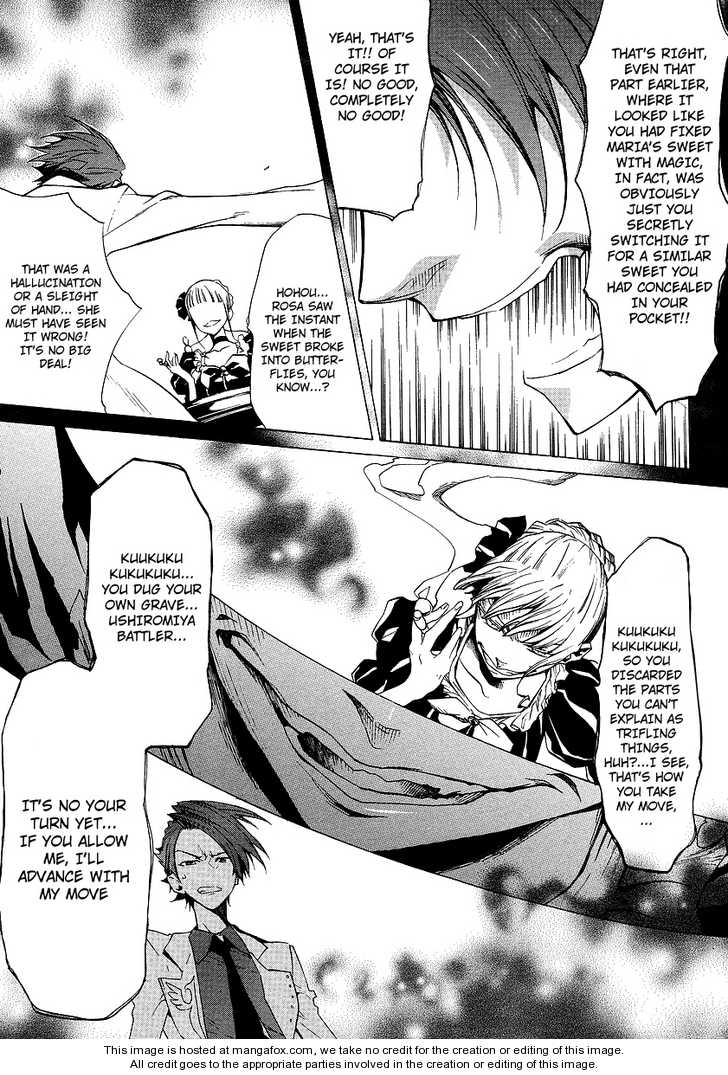 THAT'S RIGHT,
EVEN THAT
PART EARLIER,
WHERE IT
LOOKED LIKE
YOU HAD FIXED
MARIA'S SWEET
WITH MAGIC,
IN FACT, WAS
OBVIOUSLY
JUST YOU
SECRETLY
SWITCHING IT
FOR A SIMILAR
SWEET YOU
HAD CONCEALED
IN YOUR
POCKET!!
YEAH, THAT'S
IT!! OF
COURSE IT
IS! NO GOOD,
COMPLETELY
NO GOOD!
HOHOU...
ROSA SAW
THE INSTANT
WHEN THE
SWEET BROKE
INTO BUTTER-
FLIES, YOU
KNOW...?
THAT WAS A
HALLUCINATION
OR A SLEIGHT
OF HAND... SHE
MUST HAVE SEEN
IT WRONG!
IT'S NO BIG
DEAL!
KUUKUKU
KUKUKUKU,
SO YOU
DISCARDED
THE PARTS
YOU CAN'T
EXPLAIN AS
TRIFLING
THINGS,
HUH?...I SEE,
THAT'S HOW
YOU TAKE
MY MOVE,
...
KUUKUKU
KUKUKUKU...
YOU DUG YOUR
OWN GRAVE...
USHIROMIYA
BATTLER...
IT'S NO YOUR
TURN YET...
IF YOU ALLOW
ME, I'LL
ADVANCE WITH
MY MOVE
This image is hosted at mangafox.com, we take no credit for the creation or editing of this image.
All credit goes to the appropriate parties involved in the creation or editing of this image.